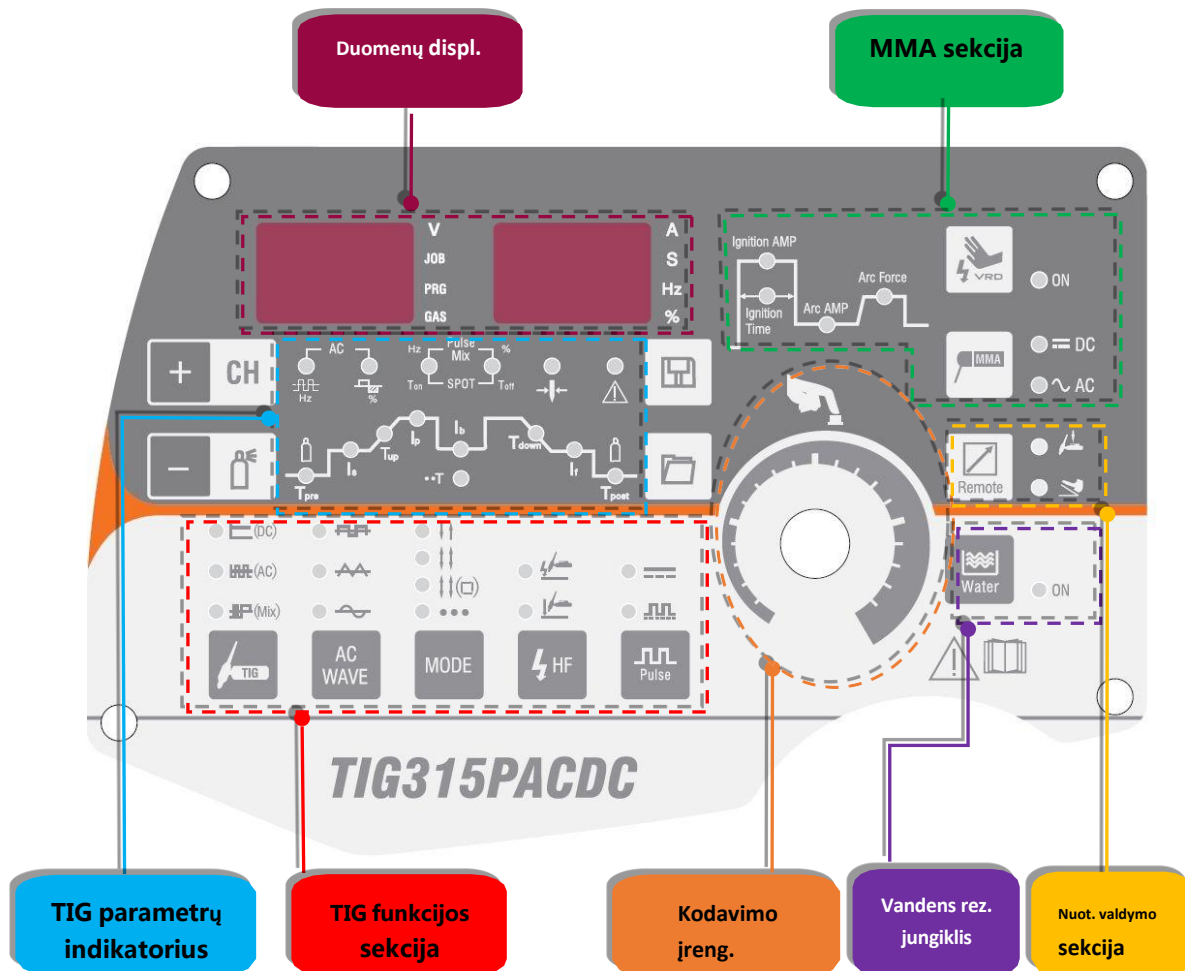 Duomenų displ.
MMA sekcija
V
JOB
PRG
GAS
A
S
Hz
%
Ignition AMP
Ignition
Time
Arc AMP
Arc Force
VRD
ON
MMA
DC
AC
+ CH
AC
Hz
%
Hz
Pulse
Mix
%
Ton
SPOT
Toff
−
Tpre
Is
Tup
Ip
Ib
••T
Tdown
If
Tpost
Remote
(DC)
(AC)
(Mix)
(□)
TIG
AC
WAVE
MODE
HF
Pulse
Water
ON
TIG315PACDC
TIG parametrų
indikatorius
TIG funkcijos
sekcija
Kodavimo
įreng.
Vandens rez.
jungiklis
Nuot. valdymo
sekcija